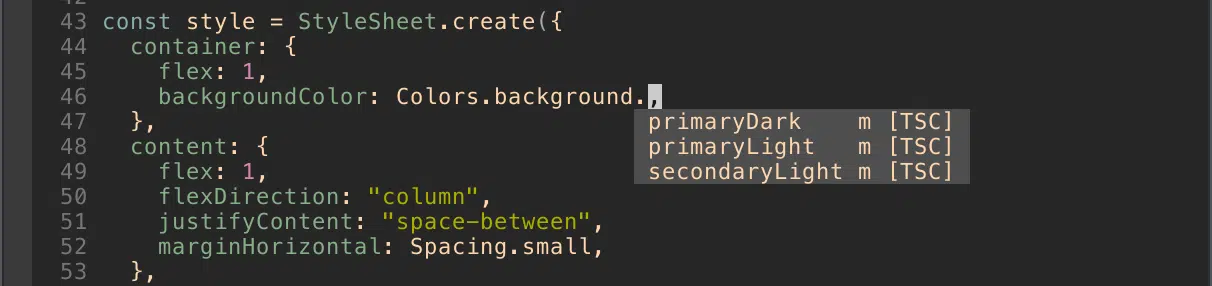 42
43 const style = StyleSheet.create({
44   container: {
45     flex: 1,
46     backgroundColor: Colors.background.,
47   },
primaryDark    m [TSC]
48   content: {
primaryLight   m [TSC]
49     flex: 1,
secondaryLight m [TSC]
50     flexDirection: "column",
51     justifyContent: "space-between",
52     marginHorizontal: Spacing.small,
53   },